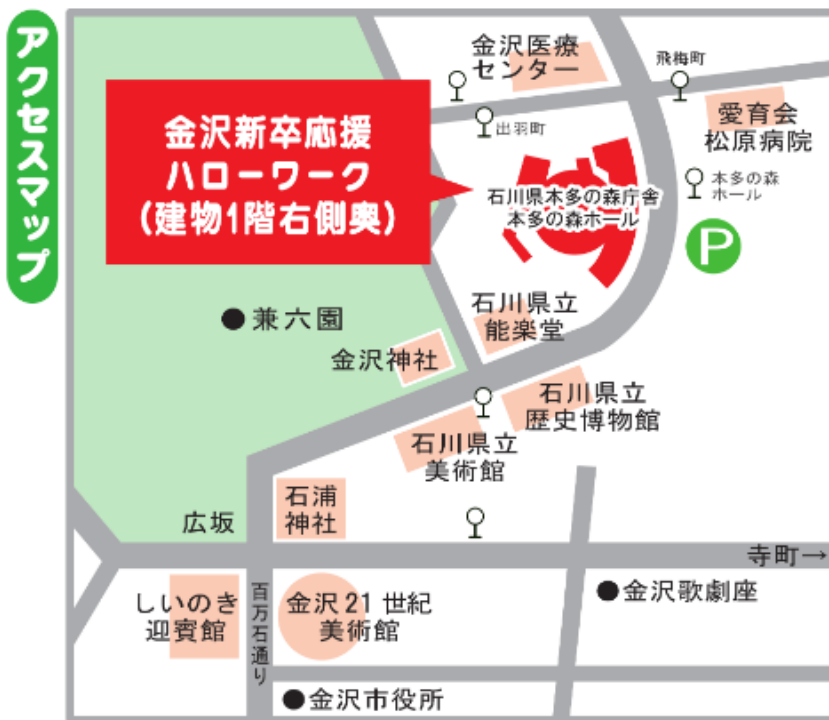 アクセスマップ
金沢医療
センター
飛梅町
出羽町
愛育会
松原病院
金沢新卒応援
ハローワーク
(建物1階右側奥)
石川県本多の森庁舎
本多の森ホール
本多の森
ホール
P
石川県立
能楽堂
●兼六園
金沢神社
石川県立
歴史博物館
石川県立
美術館
石浦
神社
広坂
寺町→
しいのき
迎賓館
百万石通り
金沢21世紀
美術館
●金沢歌劇座
●金沢市役所